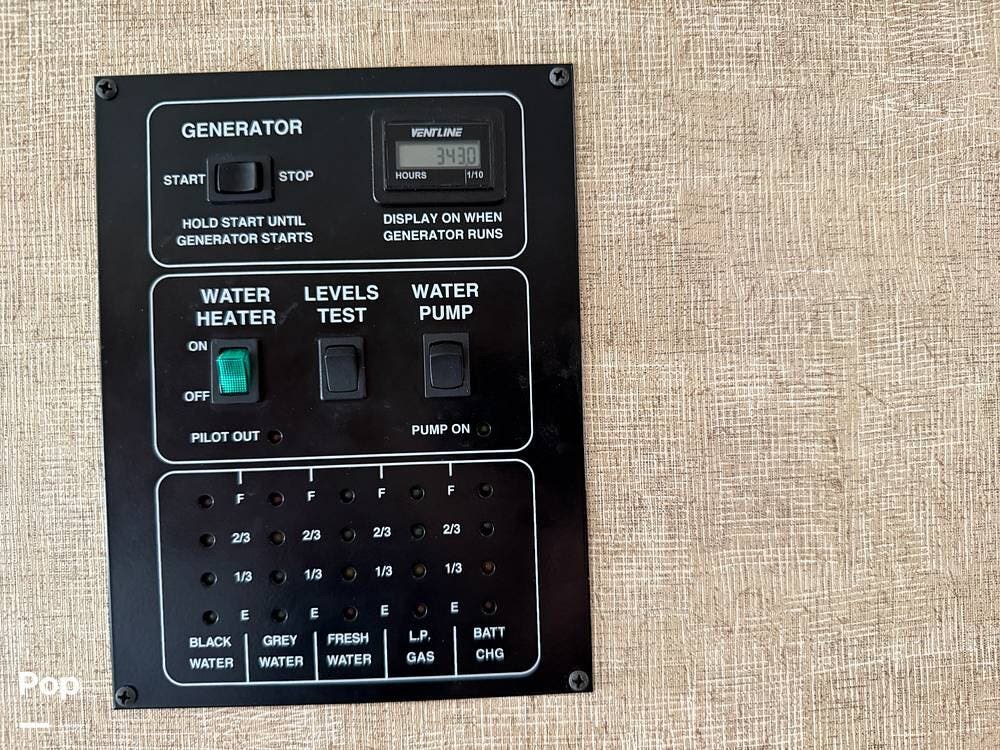 GENERATOR
START
STOP
HOLD START UNTIL
GENERATOR STARTS
VENTLINE
3430
HOURS 1/10
DISPLAY ON WHEN
GENERATOR RUNS
WATER
HEATER
LEVELS
TEST
WATER
PUMP
ON
OFF
PILOT OUT
PUMP ON
F F F F
2/3 2/3 2/3 2/3
1/3 1/3 1/3 1/3
E E E E
BLACK
WATER
GREY
WATER
FRESH
WATER
L.P.
GAS
BATT
CHG
Pop